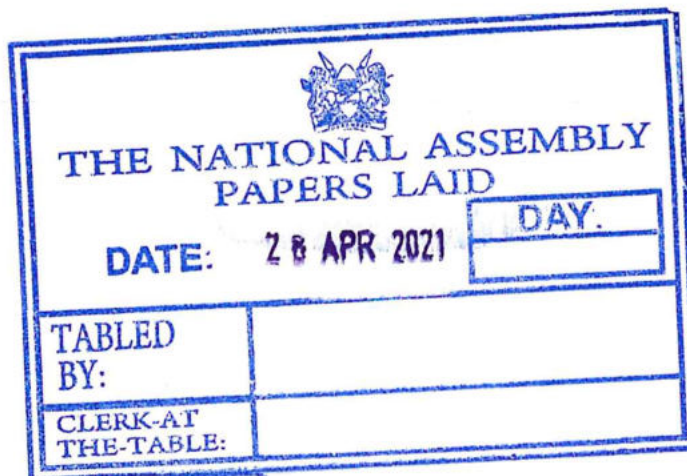 THE NATIONAL ASSEMBLY
PAPERS LAID
DATE: 28 APR 2021 DAY:
TABLED
BY:
CLERK-AT
THE-TABLE: